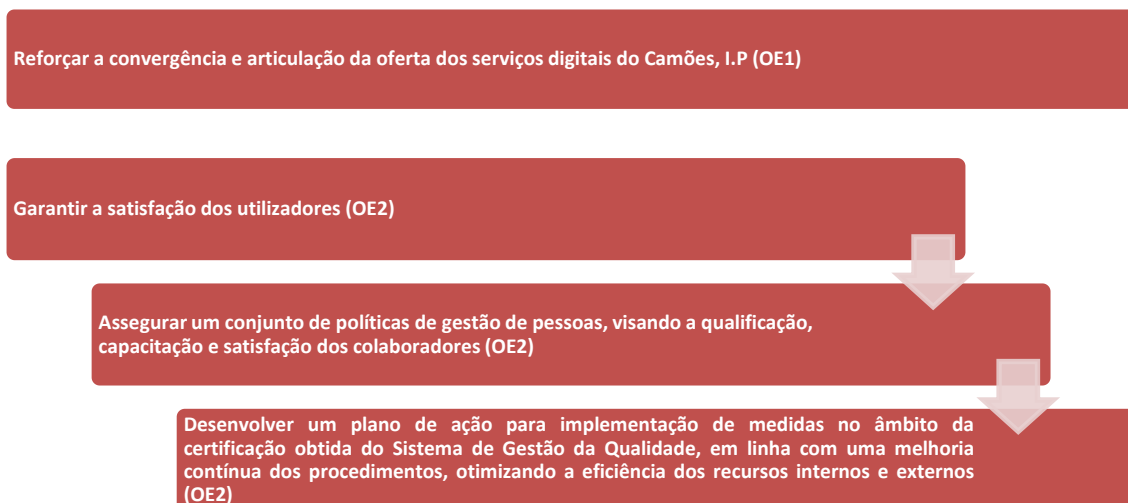 Reforçar a convergência e articulação da oferta dos serviços digitais do Camões, I.P (OE1)
Garantir a satisfação dos utilizadores (OE2)
Assegurar um conjunto de políticas de gestão de pessoas, visando a qualificação,
capacitação e satisfação dos colaboradores (OE2)
Desenvolver um plano de ação para implementação de medidas no âmbito da
certificação obtida do Sistema de Gestão da Qualidade, em linha com uma melhoria
contínua dos procedimentos, otimizando a eficiência dos recursos internos e externos
(OE2)